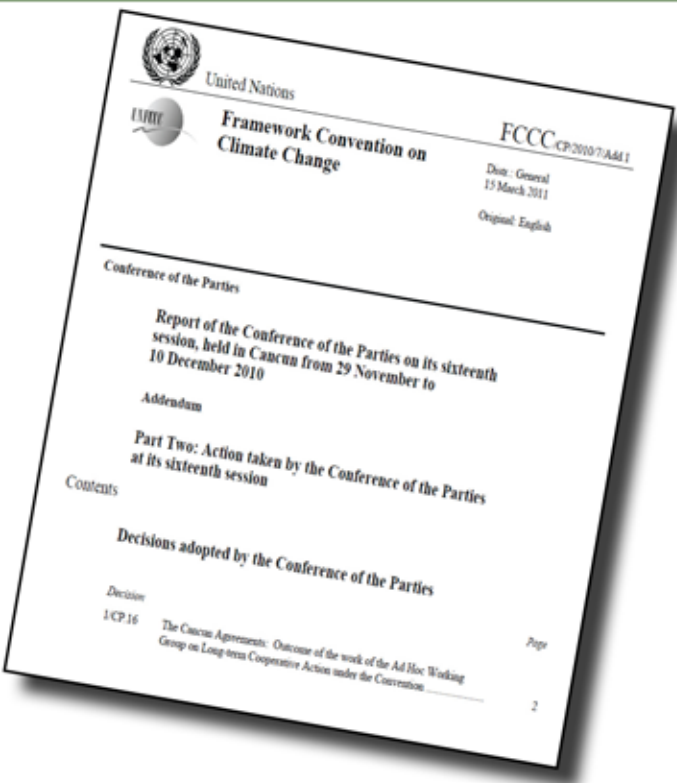 United Nations
FCCC/CP/2010/7/Add.1
UNFCCC
Framework Convention on
Climate Change
Distr.: General
15 March 2011
Original: English
Conference of the Parties
Report of the Conference of the Parties on its sixteenth
session, held in Cancun from 29 November to
10 December 2010
Addendum
Part Two: Action taken by the Conference of the Parties
at its sixteenth session
Contents
Decisions adopted by the Conference of the Parties
Decision
Page
1/CP.16
The Cancun Agreements: Outcome of the work of the Ad Hoc Working
Group on Long-term Cooperative Action under the Convention ....................
2